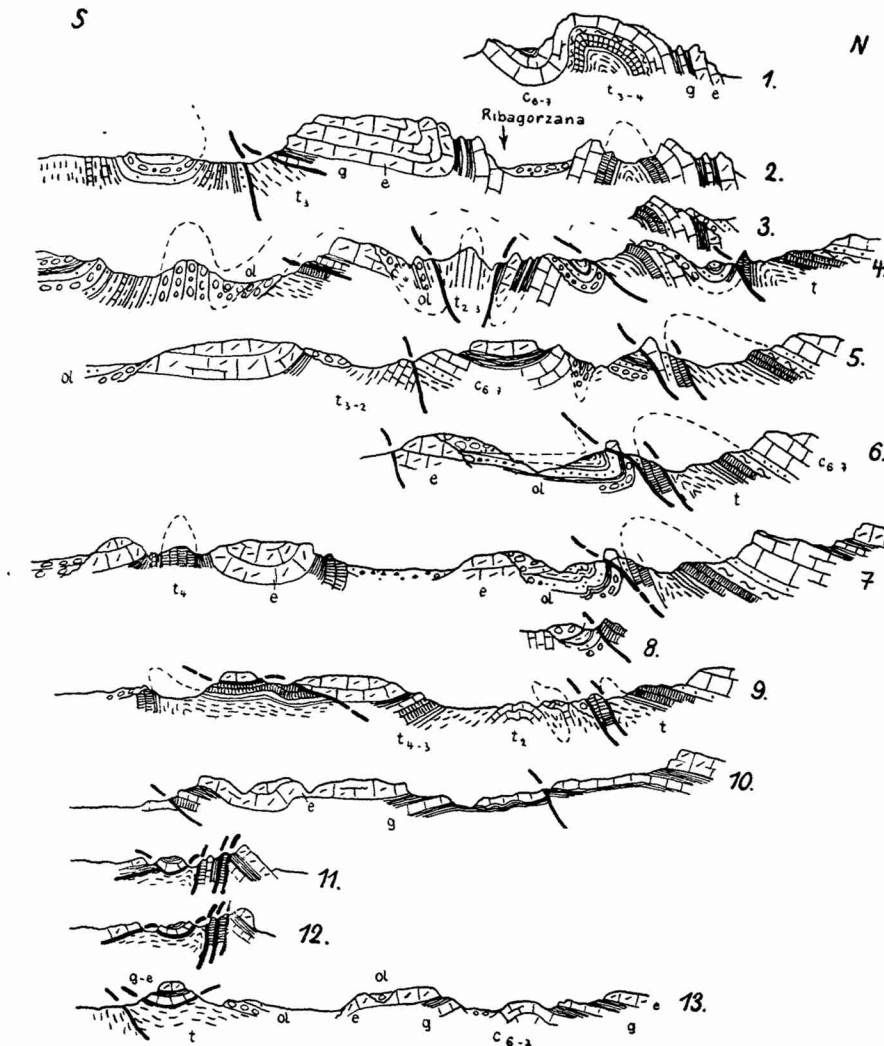 S
N
1.
c6-7 t3-4 g e
Ribagorzana
2.
g e
t3
3.
ol ol t2 3 t 4.
5.
ol t3-2 c6 7
6.
e ol t c6 7
7
t4 e e ol
8.
9.
t4-3 t2 t
10.
e
g
11.
12.
g-e ol
13.
t ol e g c6-7 g e